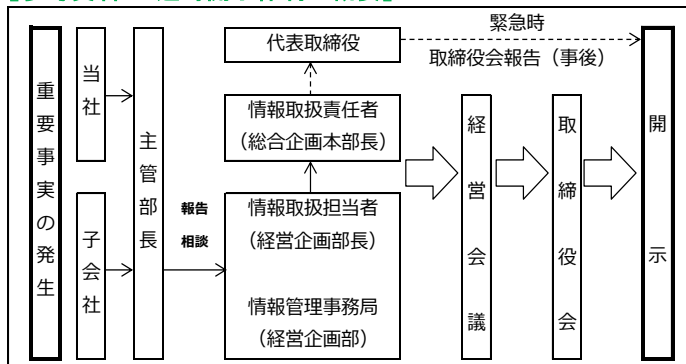 重要事実の発生
当社
子会社
主管部長
報告
相談
代表取締役
情報取扱責任者
（総合企画本部長）
情報取扱担当者
（経営企画部長）
情報管理事務局
（経営企画部）
緊急時
取締役会報告（事後）
経営会議
取締役会
開示